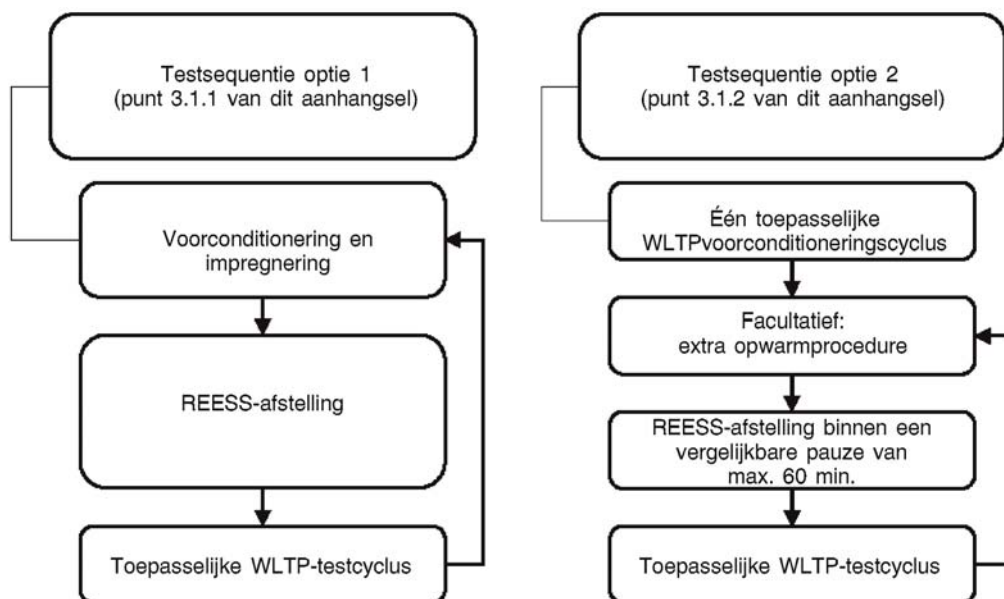 Testsequentie optie 1
(punt 3.1.1 van dit aanhangsel)
Voorconditionering en
impregnering
REESS-afstelling
Toepasselijke WLTP-testcyclus
Testsequentie optie 2
(punt 3.1.2 van dit aanhangsel)
Één toepasselijke
WLTPvoorconditioneringscyclus
Facultatief:
extra opwarmprocedure
REESS-afstelling binnen een
vergelijkbare pauze van
max. 60 min.
Toepasselijke WLTP-testcyclus